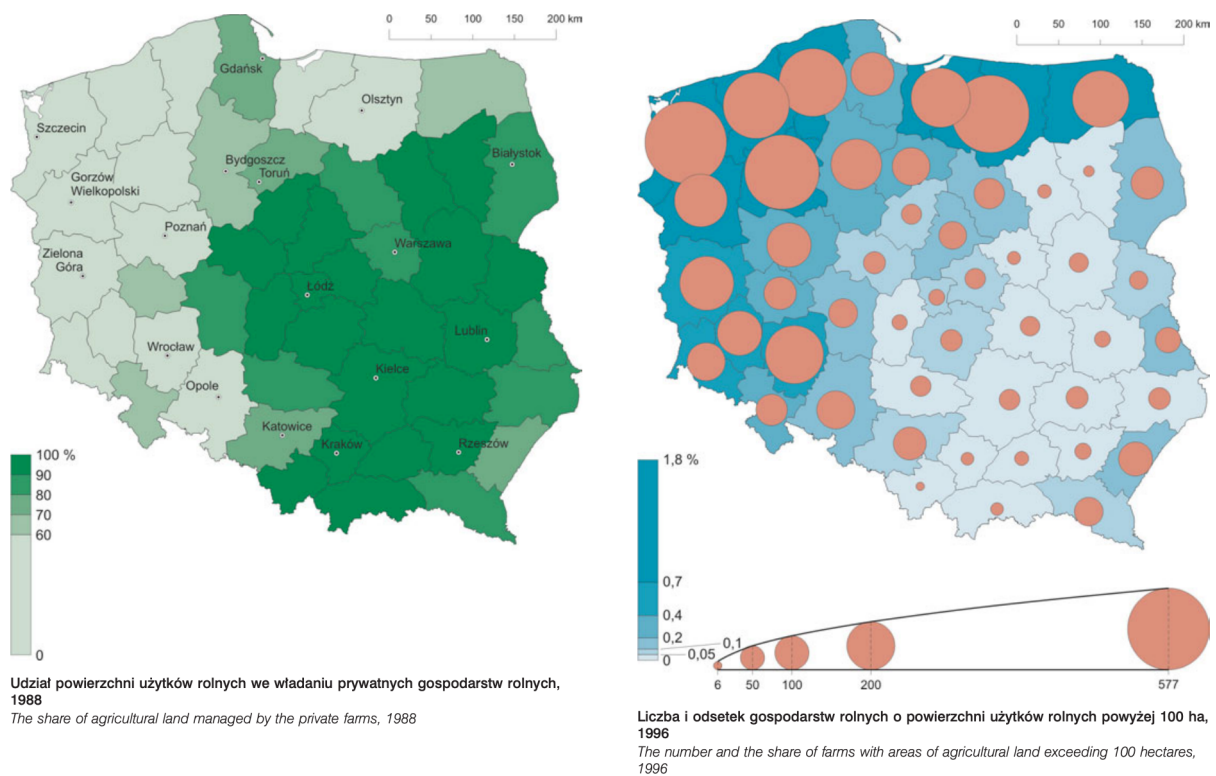 0 50 100 150 200 km
Gdańsk
Olsztyn
Szczecin
Bydgoszcz
Toruń
Białystok
Gorzów
Wielkopolski
Poznań
Warszawa
Zielona
Góra
Łódź
Lublin
Wrocław
Kielce
Opole
Katowice
Kraków
Rzeszów
100 %
90
80
70
60
0
Udział powierzchni użytków rolnych we władaniu prywatnych gospodarstw rolnych,
1988
The share of agricultural land managed by the private farms, 1988
0 50 100 150 200 km
1,8 %
0,7
0,4
0,2
0,1
0,05
0
6 50 100 200 577
Liczba i odsetek gospodarstw rolnych o powierzchni użytków rolnych powyżej 100 ha,
1996
The number and the share of farms with areas of agricultural land exceeding 100 hectares,
1996